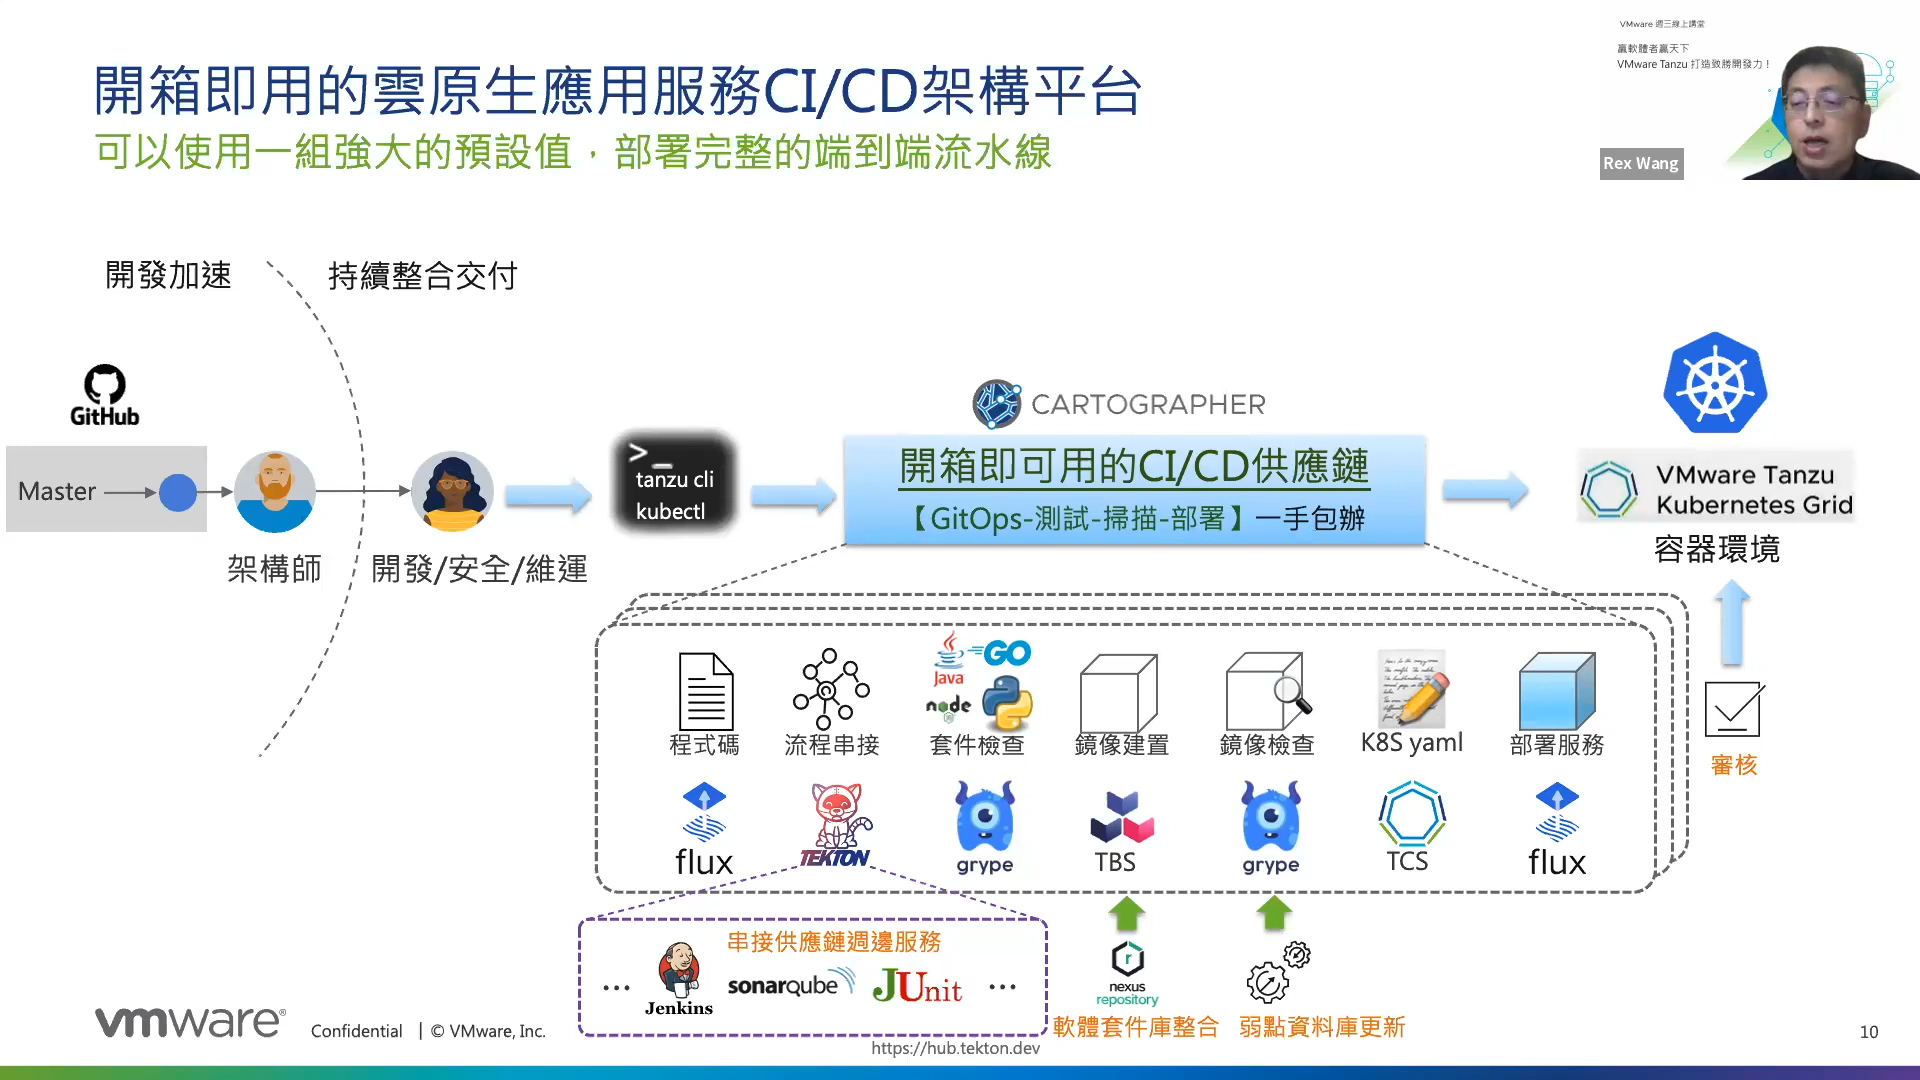 VMware 週三線上講堂
贏軟體者贏天下
VMware Tanzu 打造致勝開發力！
Rex Wang
開箱即用的雲原生應用服務CI/CD架構平台
可以使用一組強大的預設值，部署完整的端到端流水線
開發加速
持續整合交付
GitHub
Master
架構師
開發/安全/維運
>_
tanzu cli
kubectl
CARTOGRAPHER
開箱即可用的CI/CD供應鏈
【GitOps-測試-掃描-部署】一手包辦
VMware Tanzu
Kubernetes Grid
容器環境
審核
Java
GO
node
JS
程式碼
流程串接
套件檢查
鏡像建置
鏡像檢查
K8S yaml
部署服務
flux
TEKTON
grype
TBS
grype
TCS
flux
串接供應鏈週邊服務
...
Jenkins
sonarqube
JUnit
...
https://hub.tekton.dev
r
nexus
repository
軟體套件庫整合
弱點資料庫更新
vmware®
Confidential | © VMware, Inc.
10